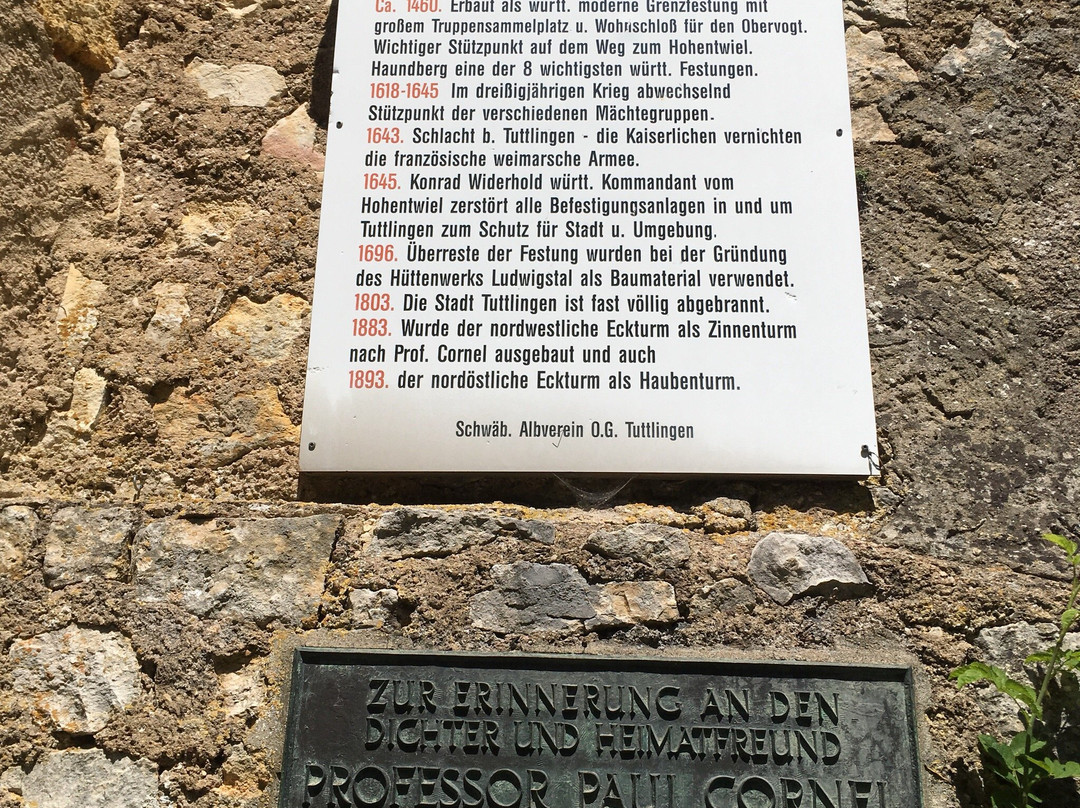 Ca. 1460. Erbaut als württ. moderne Grenzfestung mit
großem Truppensammelplatz u. Wohnschloß für den Obervogt.
Wichtiger Stützpunkt auf dem Weg zum Hohentwiel.
Haundberg eine der 8 wichtigsten württ. Festungen.
1618-1645 Im dreißigjährigen Krieg abwechselnd
Stützpunkt der verschiedenen Mächtegruppen.
1643. Schlacht b. Tuttlingen - die Kaiserlichen vernichten
die französische weimarsche Armee.
1645. Konrad Widerhold württ. Kommandant vom
Hohentwiel zerstört alle Befestigungsanlagen in und um
Tuttlingen zum Schutz für Stadt u. Umgebung.
1696. Überreste der Festung wurden bei der Gründung
des Hüttenwerks Ludwigstal als Baumaterial verwendet.
1803. Die Stadt Tuttlingen ist fast völlig abgebrannt.
1883. Wurde der nordwestliche Eckturm als Zinnenturm
nach Prof. Cornel ausgebaut und auch
1893. der nordöstliche Eckturm als Haubenturm.
Schwäb. Albverein O.G. Tuttlingen
ZUR ERINNERUNG AN DEN
DICHTER UND HEIMATFREUND
PROFESSOR PAUL CORNEL